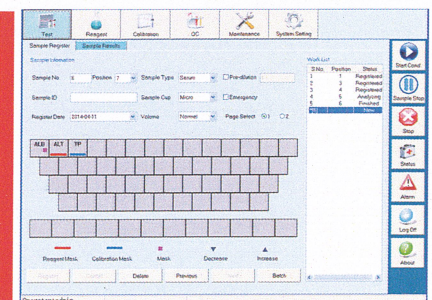 Test Reagent Calibration QC Maintenance System Setting
Sample Register Sample Results
Sample Information
Work List
Sample No. 6 Position 7 Sample Type Serum Pre-dilution
Sample ID Sample Cup Micro Emergency
Register Date 2014-04-11 Volume Normal Page Select 1 2
S.No. Position Status
1 1 Registered
2 3 Registered
3 4 Registered
4 5 Analyzing
5 6 Finished
New
ALB ALT TP
Reagent Mask Calibration Mask Mask Decrease Increase
Delete Previous Batch
Start Cond
Sample Stop
Stop
Status
Alarm
Log Off
About